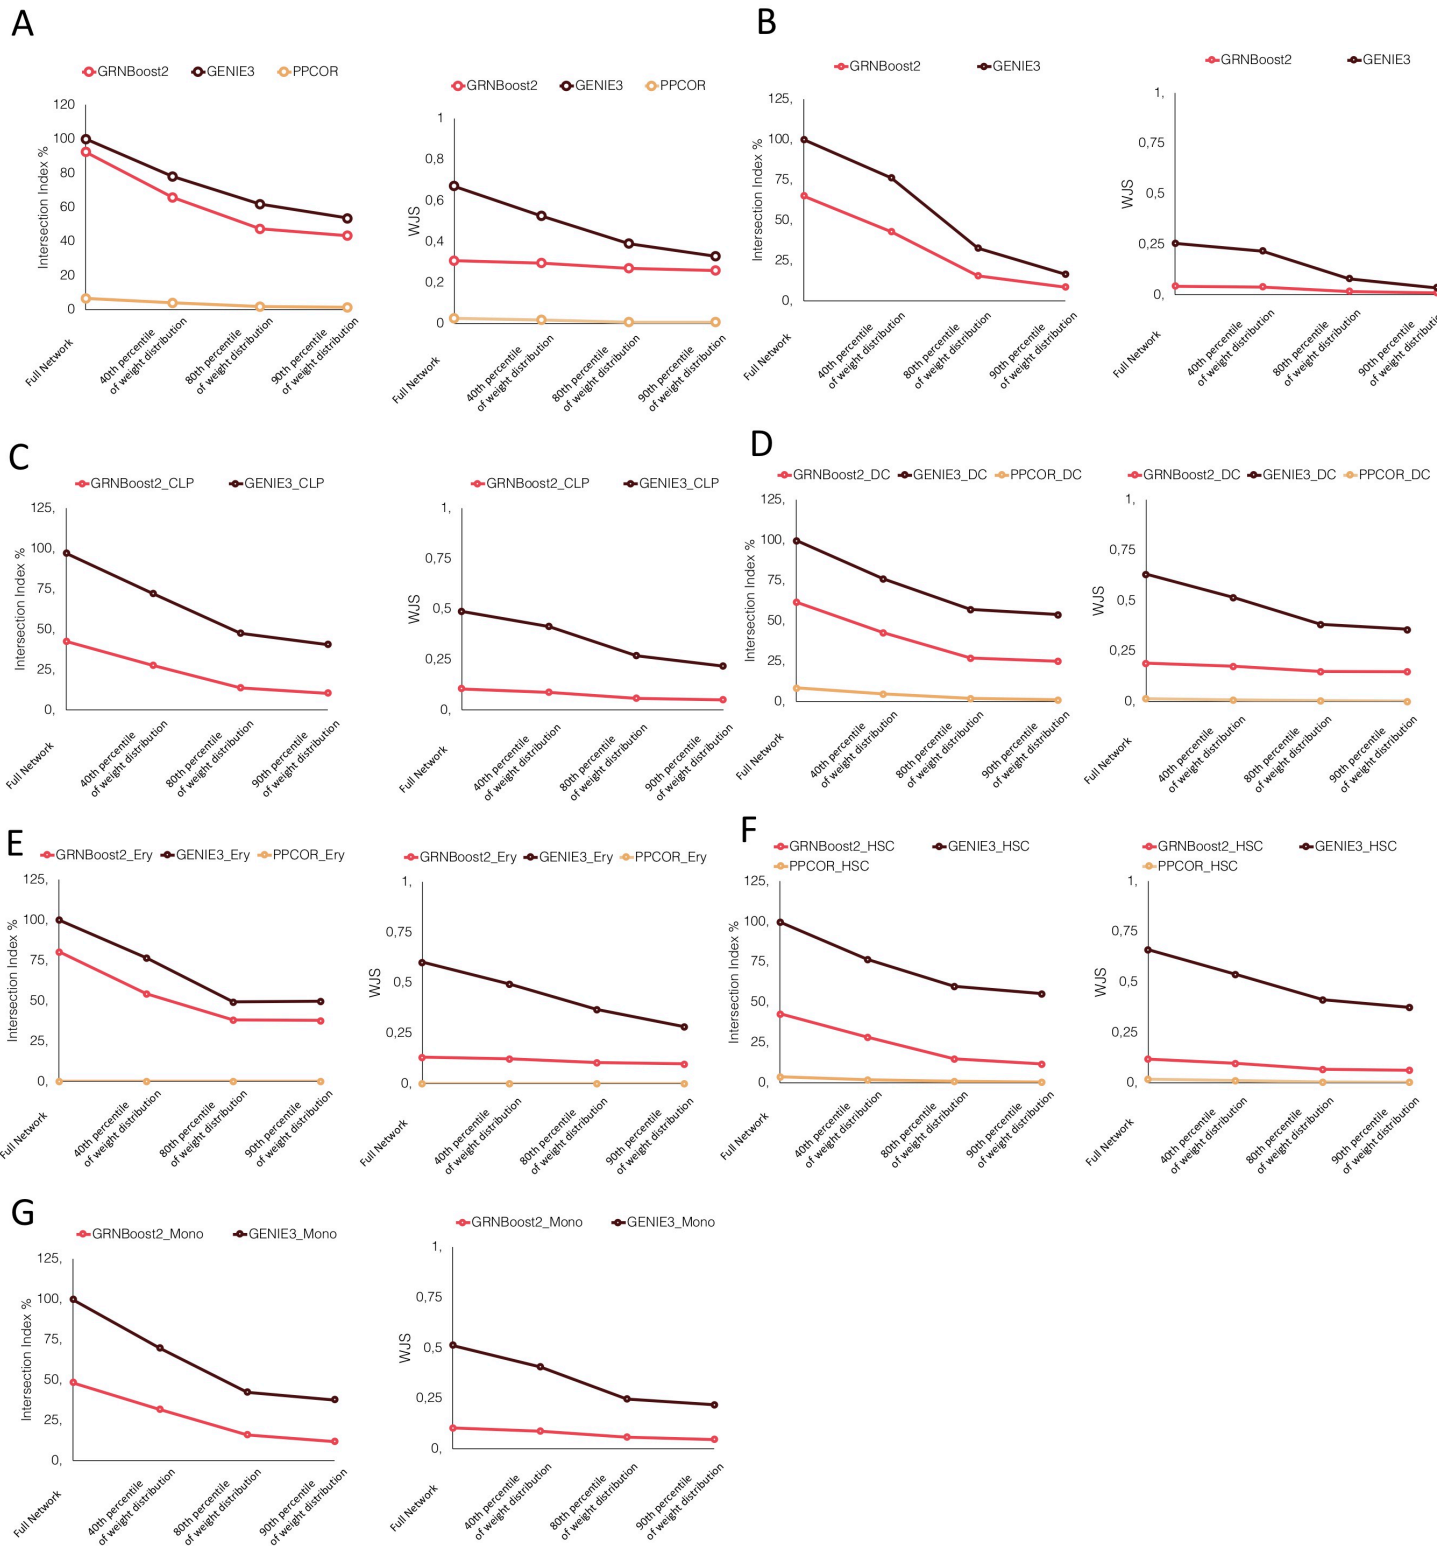 A
GRNBoost2 GENIE3 PPCOR
Intersection Index %
120
100
80
60
40
20
0
Full Network
40th percentile
of weight distribution
80th percentile
of weight distribution
90th percentile
of weight distribution
GRNBoost2 GENIE3 PPCOR
WJS
1
0,8
0,6
0,4
0,2
0
Full Network
40th percentile
of weight distribution
80th percentile
of weight distribution
90th percentile
of weight distribution
B
GRNBoost2 GENIE3
Intersection Index %
125,
100,
75,
50,
25,
0,
Full Network
40th percentile
of weight distribution
80th percentile
of weight distribution
90th percentile
of weight distribution
GRNBoost2 GENIE3
WJS
1,
0,75
0,5
0,25
0,
Full Network
40th percentile
of weight distribution
80th percentile
of weight distribution
90th percentile
of weight
C
GRNBoost2_CLP GENIE3_CLP
Intersection Index %
125,
100,
75,
50,
25,
0,
Full Network
40th percentile
of weight distribution
80th percentile
of weight distribution
90th percentile
of weight distribution
GRNBoost2_CLP GENIE3_CLP
WJS
1,
0,75
0,5
0,25
0,
Full Network
40th percentile
of weight distribution
80th percentile
of weight distribution
90th percentile
of weight distribution
D
GRNBoost2_DC GENIE3_DC PPCOR_DC
Intersection Index %
125,
100,
75,
50,
25,
0,
Full Network
40th percentile
of weight distribution
80th percentile
of weight distribution
90th percentile
of weight distribution
GRNBoost2_DC GENIE3_DC PPCOR_DC
WJS
1,
0,75
0,5
0,25
0,
Full Network
40th percentile
of weight distribution
80th percentile
of weight distribution
90th percentile
of weight distribution
E
GRNBoost2_Ery GENIE3_Ery PPCOR_Ery
Intersection Index %
125,
100,
75,
50,
25,
0,
Full Network
40th percentile
of weight distribution
80th percentile
of weight distribution
90th percentile
of weight distribution
GRNBoost2_Ery GENIE3_Ery PPCOR_Ery
WJS
1,
0,75
0,5
0,25
0,
Full Network
40th percentile
of weight distribution
80th percentile
of weight distribution
90th percentile
of weight distribution
F
GRNBoost2_HSC GENIE3_HSC
PPCOR_HSC
Intersection Index %
125,
100,
75,
50,
25,
0,
Full Network
40th percentile
of weight distribution
80th percentile
of weight distribution
90th percentile
of weight distribution
GRNBoost2_HSC GENIE3_HSC
PPCOR_HSC
WJS
1,
0,75
0,5
0,25
0,
Full Network
40th percentile
of weight distribution
80th percentile
of weight distribution
90th percentile
of weight distribution
G
GRNBoost2_Mono GENIE3_Mono
Intersection Index %
125,
100,
75,
50,
25,
0,
Full Network
40th percentile
of weight distribution
80th percentile
of weight distribution
90th percentile
of weight distribution
GRNBoost2_Mono GENIE3_Mono
WJS
1,
0,75
0,5
0,25
0,
Full Network
40th percentile
of weight distribution
80th percentile
of weight distribution
90th percentile
of weight distribution